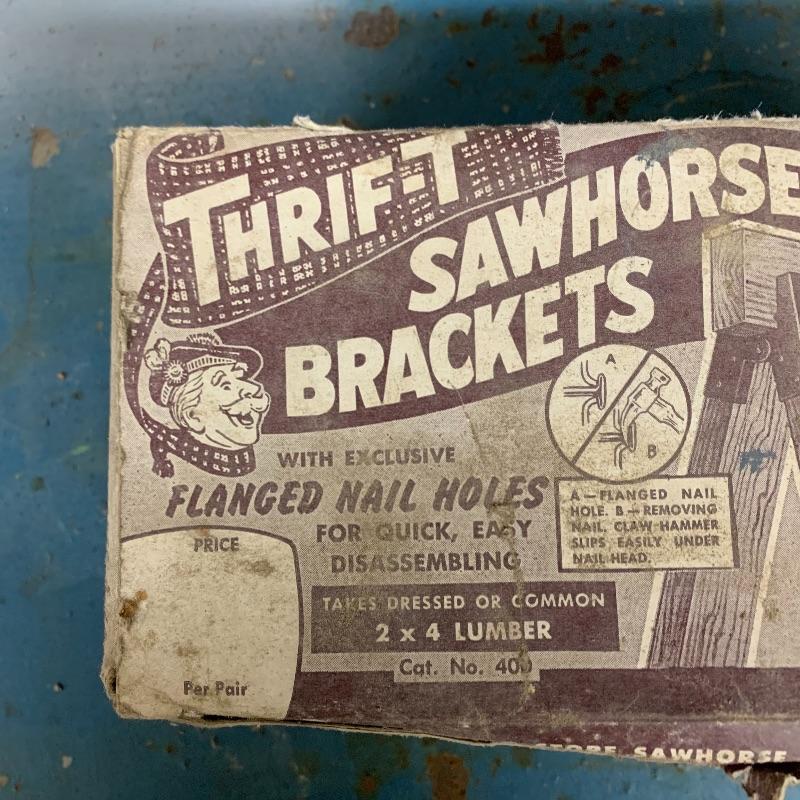 THRIF-T
SAWHORSE
BRACKETS
WITH EXCLUSIVE
FLANGED NAIL HOLES
FOR QUICK, EASY
DISASSEMBLING
TAKES DRESSED OR COMMON
2 x 4 LUMBER
Cat. No. 400
PRICE
Per Pair
A
B
A—FLANGED NAIL
HOLE. B—REMOVING
NAIL. CLAW HAMMER
SLIPS EASILY UNDER
NAIL HEAD.
SAWHORSE